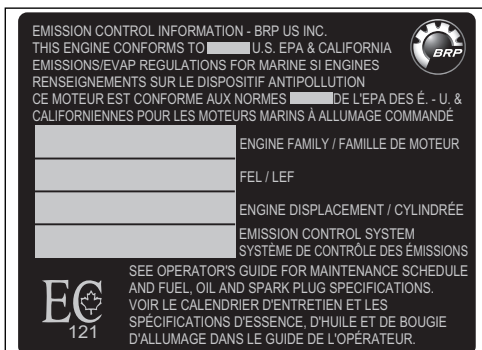 EMISSION CONTROL INFORMATION - BRP US INC.
THIS ENGINE CONFORMS TO U.S. EPA & CALIFORNIA
EMISSIONS/EVAP REGULATIONS FOR MARINE SI ENGINES
RENSEIGNEMENTS SUR LE DISPOSITIF ANTIPOLLUTION
CE MOTEUR EST CONFORME AUX NORMES DE L'EPA DES É. - U. &
CALIFORNIENNES POUR LES MOTEURS MARINS À ALLUMAGE COMMANDÉ
BRP
ENGINE FAMILY / FAMILLE DE MOTEUR
FEL / LEF
ENGINE DISPLACEMENT / CYLINDRÉE
EMISSION CONTROL SYSTEM
SYSTÈME DE CONTRÔLE DES ÉMISSIONS
EC
121
SEE OPERATOR'S GUIDE FOR MAINTENANCE SCHEDULE
AND FUEL, OIL AND SPARK PLUG SPECIFICATIONS.
VOIR LE CALENDRIER D'ENTRETIEN ET LES
SPÉCIFICATIONS D'ESSENCE, D'HUILE ET DE BOUGIE
D'ALLUMAGE DANS LE GUIDE DE L'OPÉRATEUR.